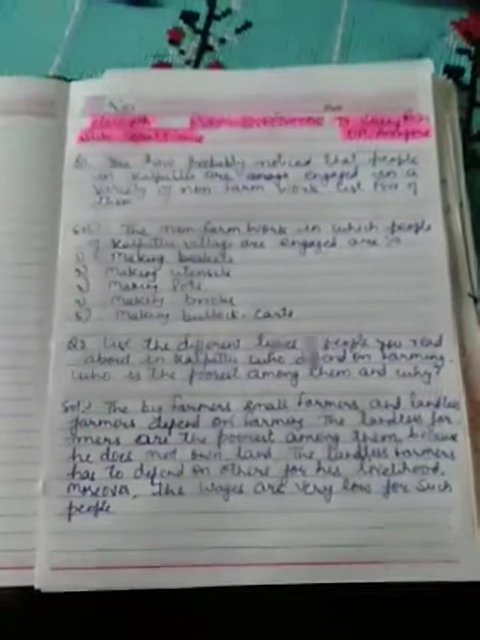 Q1 You have probably noticed that people
in Kalpattu are engaged in a
variety of non farm work list five of
them
Sol:- The non farm work in which people
of Kalpattu village are engaged are :-
1) Making baskets
2) Making utensils
3) Making Pots
4) Making bricks
5) Making bullock-carts
Q2 List the different people you read
about in Kalpattu who depend on farming.
Who is the poorest among them and why?
Sol:- The big farmers small farmers and landless
farmers depend on farming The landless far
mers are the poorest among them because
he does not own land. The landless farmers
has to depend on others for his livelihood.
Moreover, The wages are very low for such
people